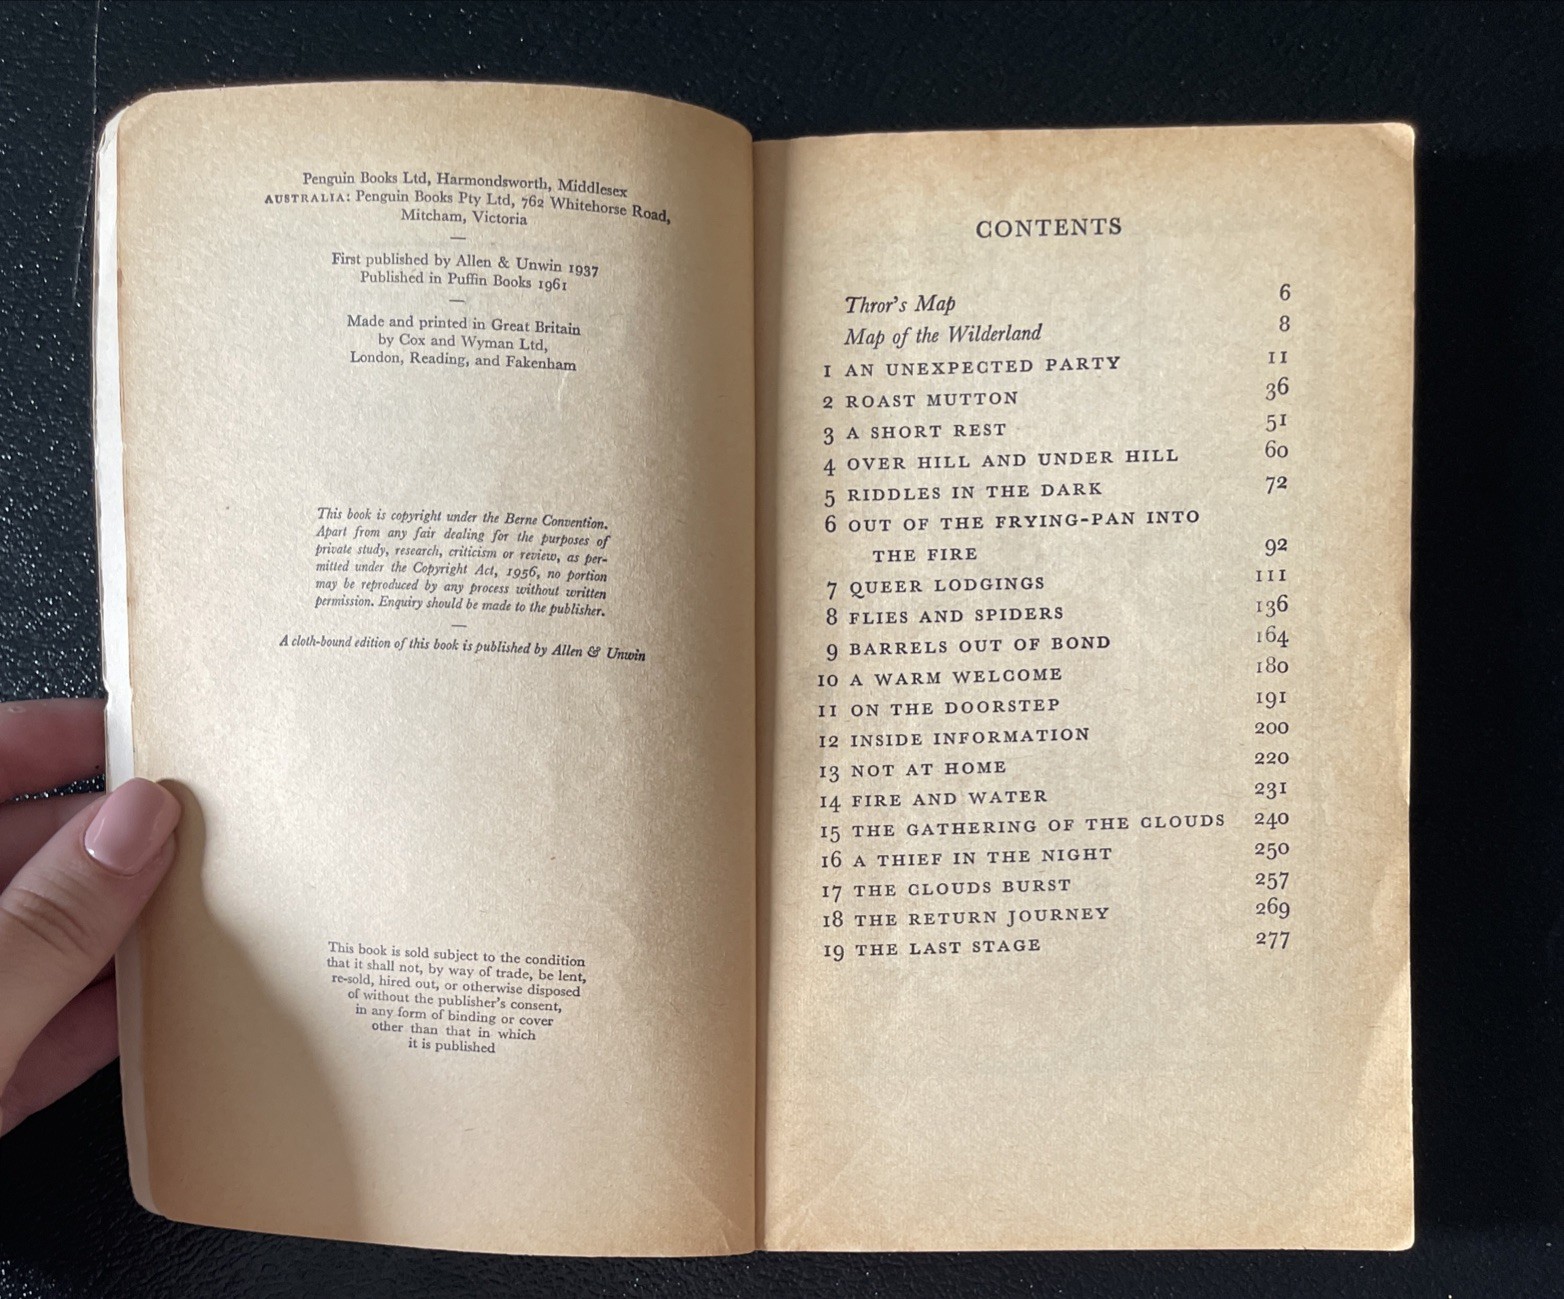 Penguin Books Ltd, Harmondsworth, Middlesex
AUSTRALIA: Penguin Books Pty Ltd, 762 Whitehorse Road,
Mitcham, Victoria
—
First published by Allen & Unwin 1937
Published in Puffin Books 1961
—
Made and printed in Great Britain
by Cox and Wyman Ltd,
London, Reading, and Fakenham
This book is copyright under the Berne Convention.
Apart from any fair dealing for the purposes of
private study, research, criticism or review, as per-
mitted under the Copyright Act, 1956, no portion
may be reproduced by any process without written
permission. Enquiry should be made to the publisher.
—
A cloth-bound edition of this book is published by Allen & Unwin
This book is sold subject to the condition
that it shall not, by way of trade, be lent,
re-sold, hired out, or otherwise disposed
of without the publisher's consent,
in any form of binding or cover
other than that in which
it is published
CONTENTS
Thror's Map 6
Map of the Wilderland 8
1 AN UNEXPECTED PARTY 11
2 ROAST MUTTON 36
3 A SHORT REST 51
4 OVER HILL AND UNDER HILL 60
5 RIDDLES IN THE DARK 72
6 OUT OF THE FRYING-PAN INTO
THE FIRE 92
7 QUEER LODGINGS 111
8 FLIES AND SPIDERS 136
9 BARRELS OUT OF BOND 164
10 A WARM WELCOME 180
11 ON THE DOORSTEP 191
12 INSIDE INFORMATION 200
13 NOT AT HOME 220
14 FIRE AND WATER 231
15 THE GATHERING OF THE CLOUDS 240
16 A THIEF IN THE NIGHT 250
17 THE CLOUDS BURST 257
18 THE RETURN JOURNEY 269
19 THE LAST STAGE 277